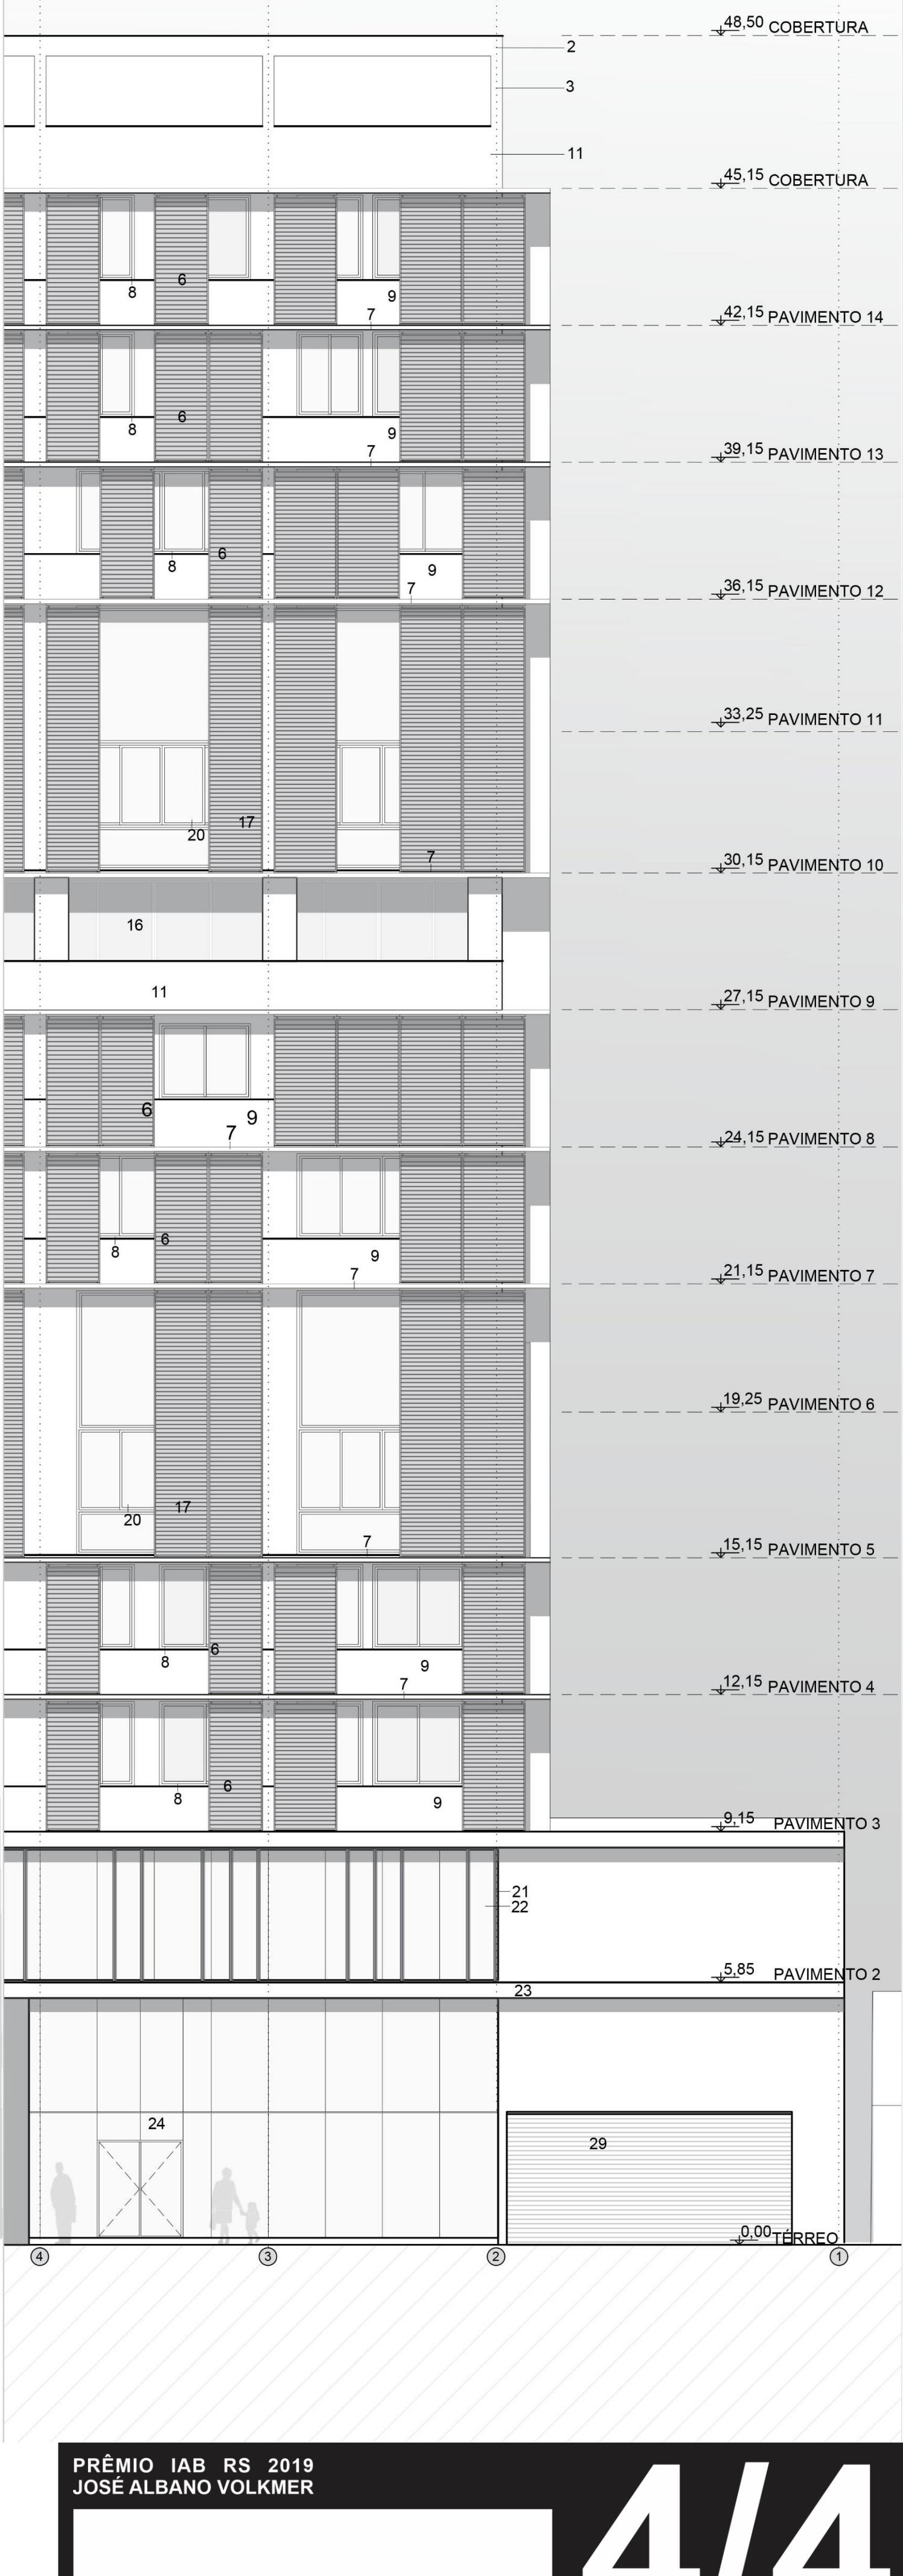 48,50 COBERTURA
2
3
11
45,15 COBERTURA
6
8
9
7
42,15 PAVIMENTO 14
6
8
9
7
39,15 PAVIMENTO 13
6
8
9
7
36,15 PAVIMENTO 12
33,25 PAVIMENTO 11
17
20
7
30,15 PAVIMENTO 10
16
11
27,15 PAVIMENTO 9
6
9
7
24,15 PAVIMENTO 8
6
8
9
7
21,15 PAVIMENTO 7
19,25 PAVIMENTO 6
17
20
7
15,15 PAVIMENTO 5
6
8
9
7
12,15 PAVIMENTO 4
6
8
9
9,15 PAVIMENTO 3
21
22
5,85 PAVIMENTO 2
23
24
29
0,00 TÉRREO
4 3 2 1
PRÊMIO IAB RS 2019
JOSÉ ALBANO VOLKMER
4/4